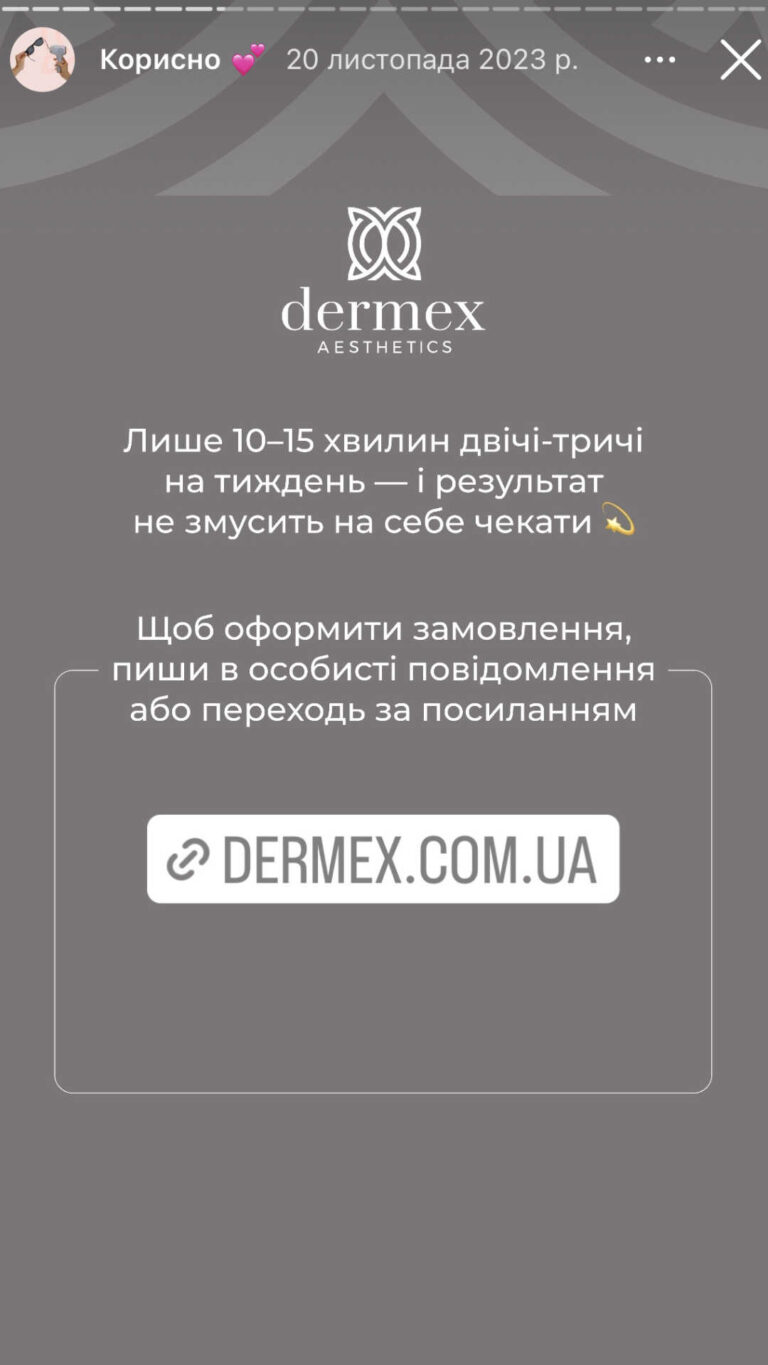 Корисно 💕 20 листопада 2023 р.
dermex
AESTHETICS
Лише 10–15 хвилин двічі-тричі
на тиждень — і результат
не змусить на себе чекати 💫
Щоб оформити замовлення,
пиши в особисті повідомлення
або переходь за посиланням
DERMEX.COM.UA